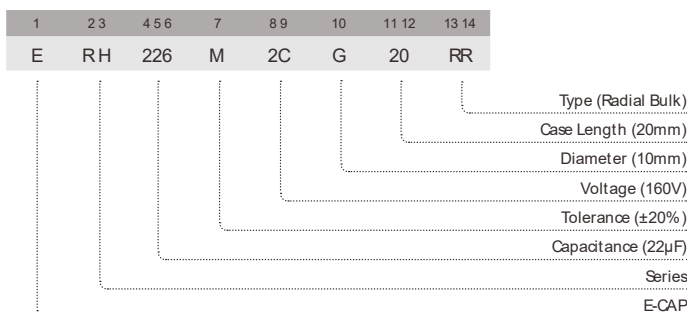 1 2 3 4 5 6 7 8 9 10 11 12 13 14
E RH 226 M 2C G 20 RR
Type (Radial Bulk)
Case Length (20mm)
Diameter (10mm)
Voltage (160V)
Tolerance (±20%)
Capacitance (22µF)
Series
E-CAP